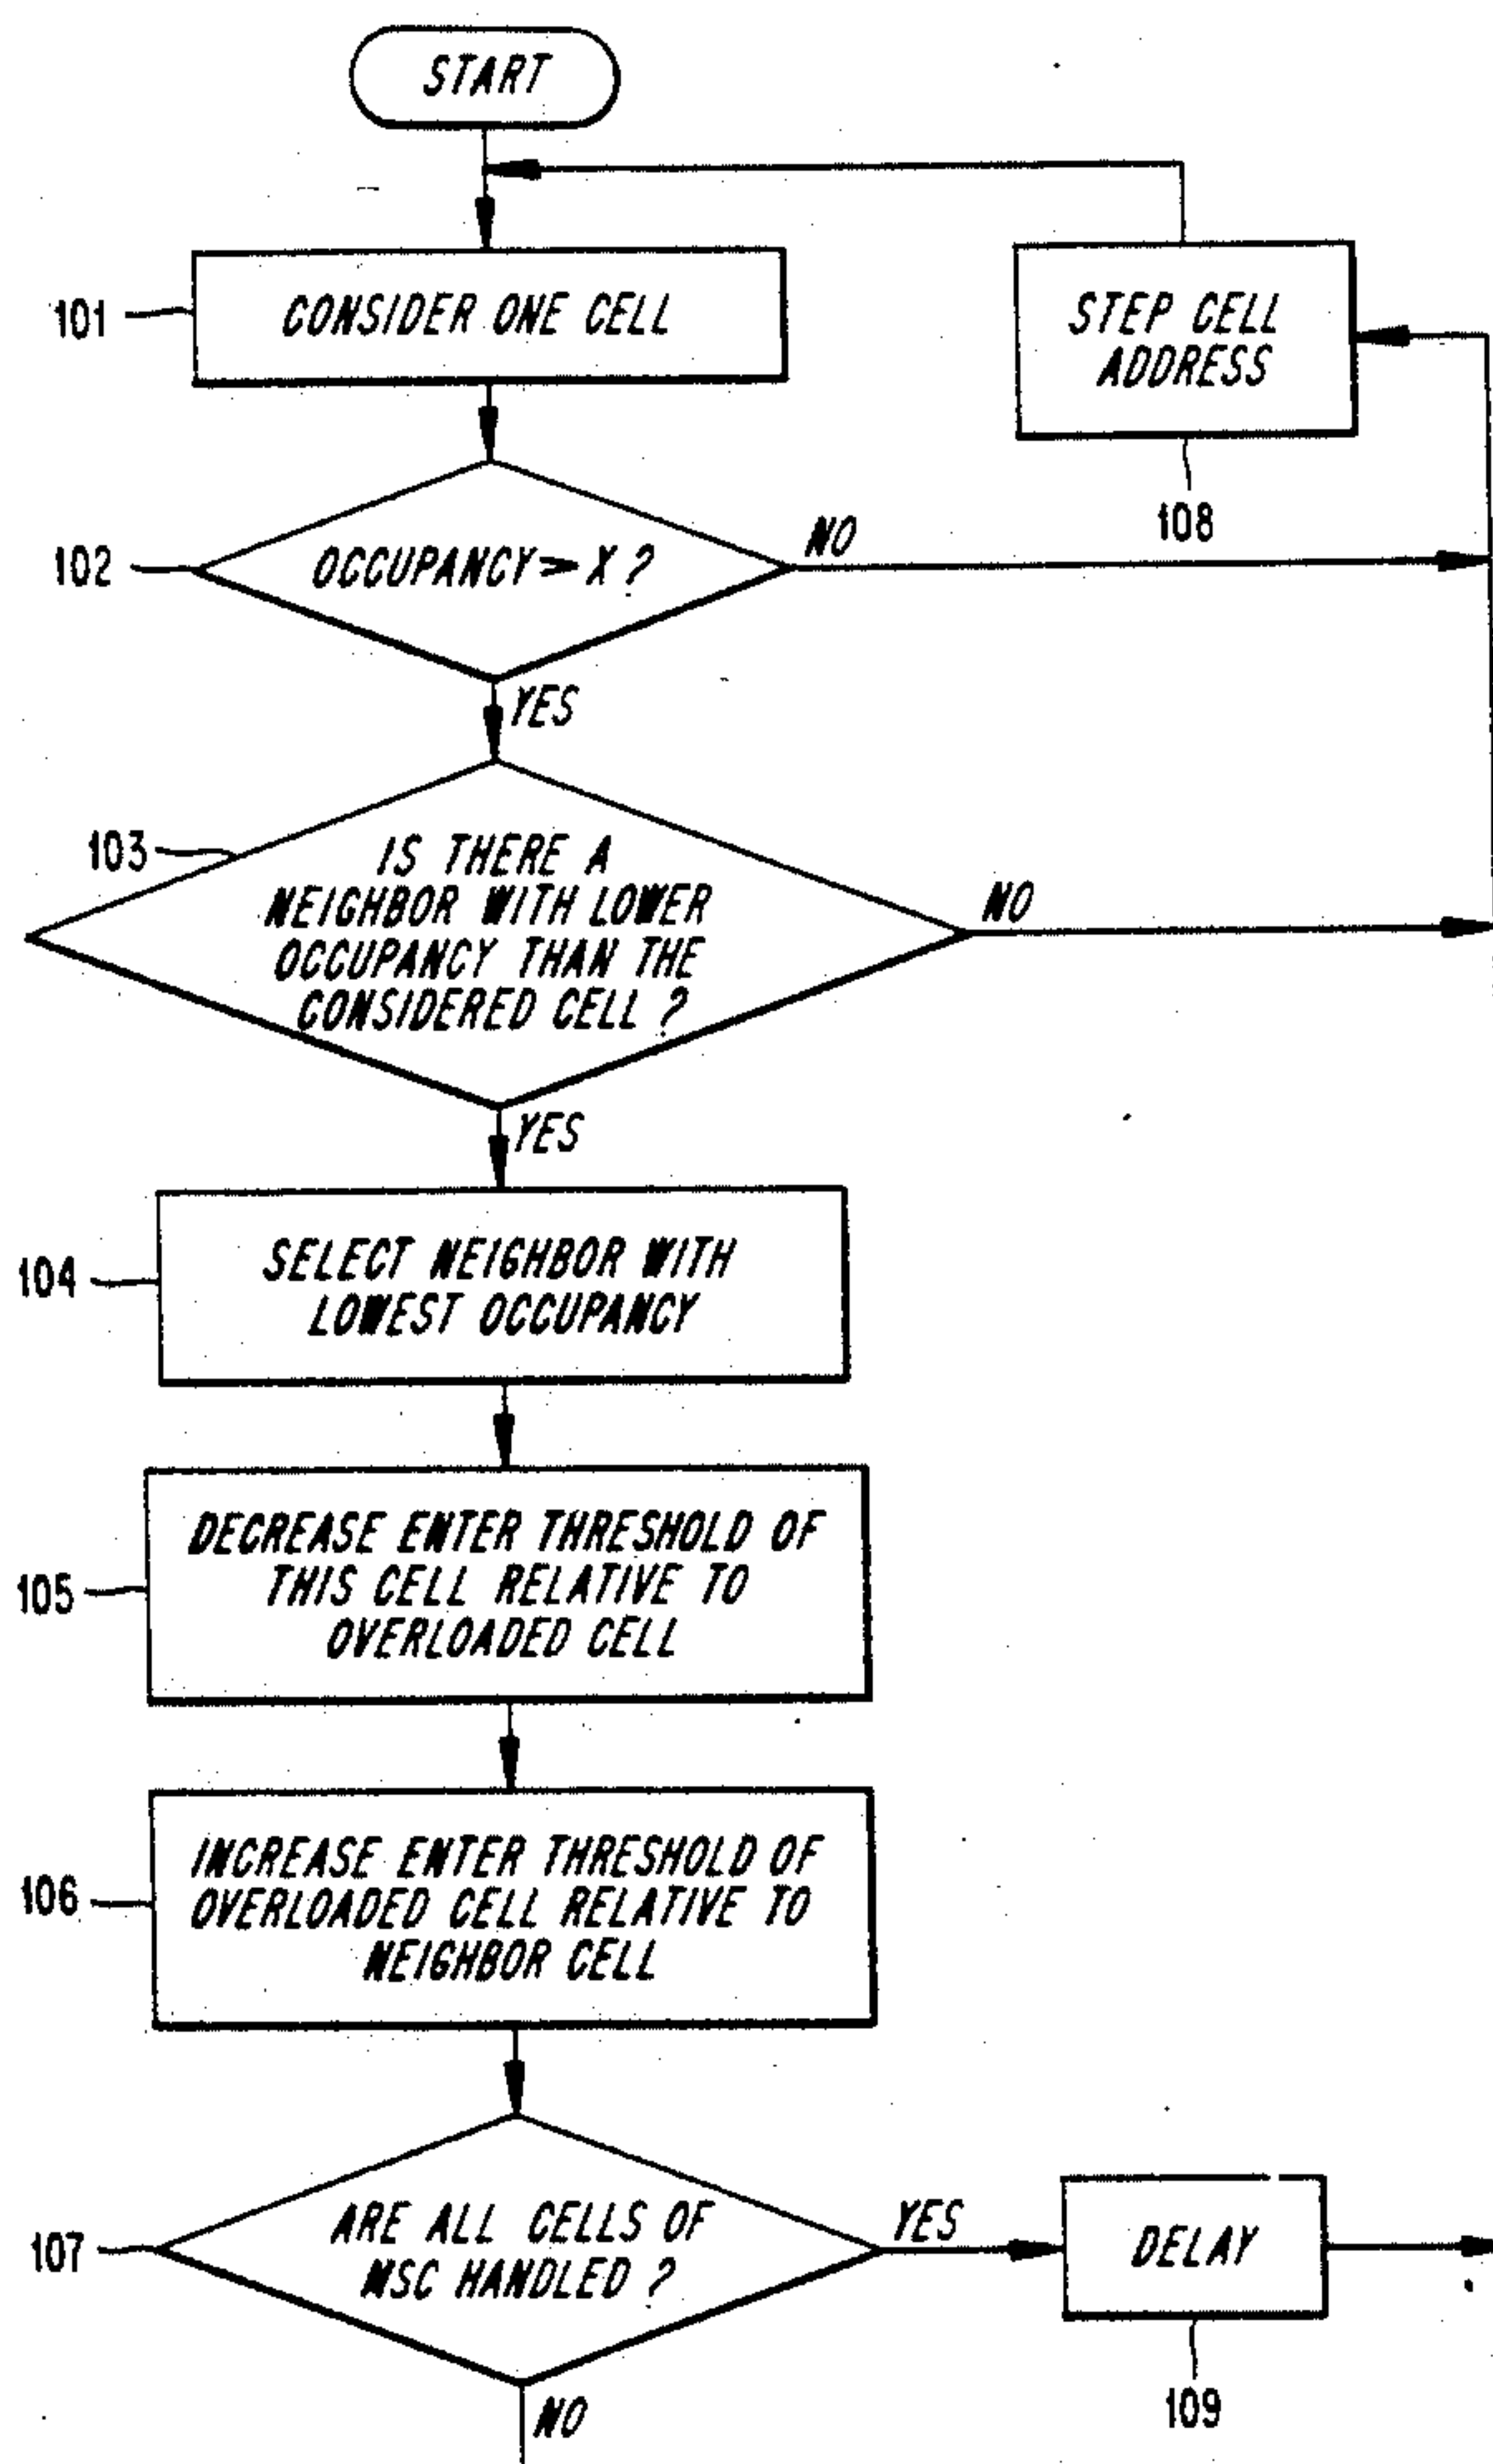 START
101
CONSIDER ONE CELL
STEP CELL
ADDRESS
108
102
OCCUPANCY > X ?
NO
YES
103
IS THERE A
NEIGHBOR WITH LOWER
OCCUPANCY THAN THE
CONSIDERED CELL ?
NO
YES
104
SELECT NEIGHBOR WITH
LOWEST OCCUPANCY
105
DECREASE ENTER THRESHOLD OF
THIS CELL RELATIVE TO
OVERLOADED CELL
106
INCREASE ENTER THRESHOLD OF
OVERLOADED CELL RELATIVE TO
NEIGHBOR CELL
107
ARE ALL CELLS OF
MSC HANDLED ?
YES
DELAY
109
NO